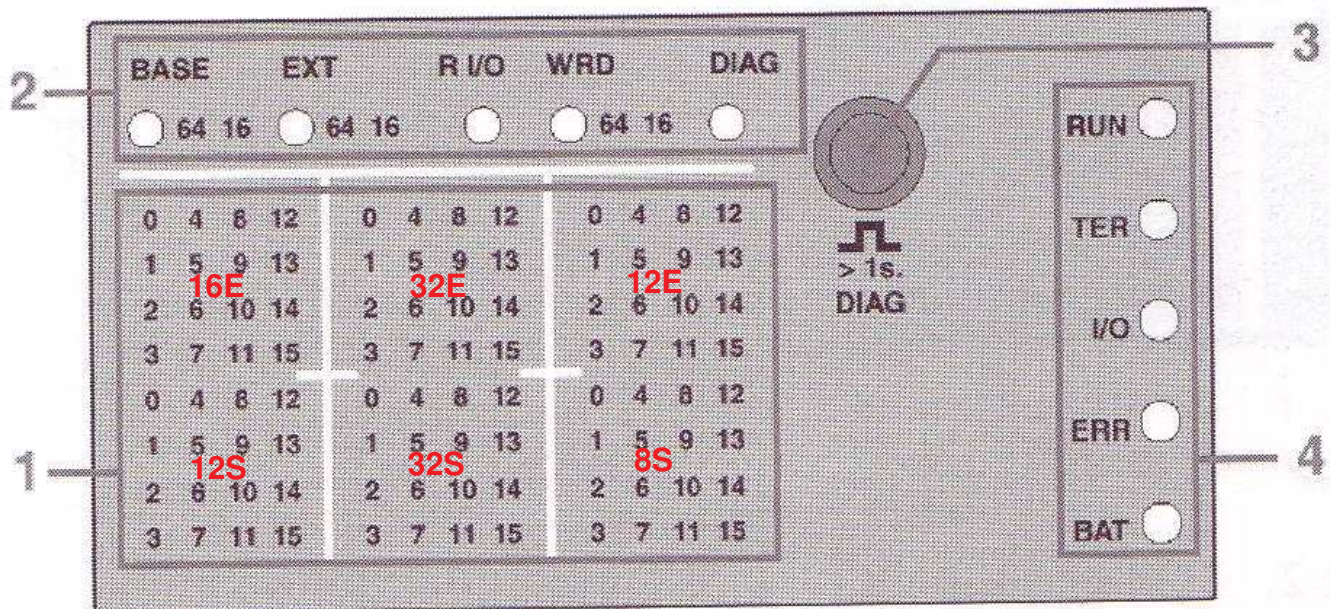 BASE EXT R I/O WRD DIAG
2
3
64 16 64 16 64 16
RUN
0 4 8 12 0 4 8 12 0 4 8 12
TER
1 5 9 13 1 5 9 13 1 5 9 13
16E 32E 12E
> 1s.
2 6 10 14 2 6 10 14 2 6 10 14
DIAG
I/O
3 7 11 15 3 7 11 15 3 7 11 15
0 4 8 12 0 4 8 12 0 4 8 12
1 5 9 13 1 5 9 13 1 5 9 13
ERR
12S 32S 8S
1
4
2 6 10 14 2 6 10 14 2 6 10 14
3 7 11 15 3 7 11 15 3 7 11 15
BAT